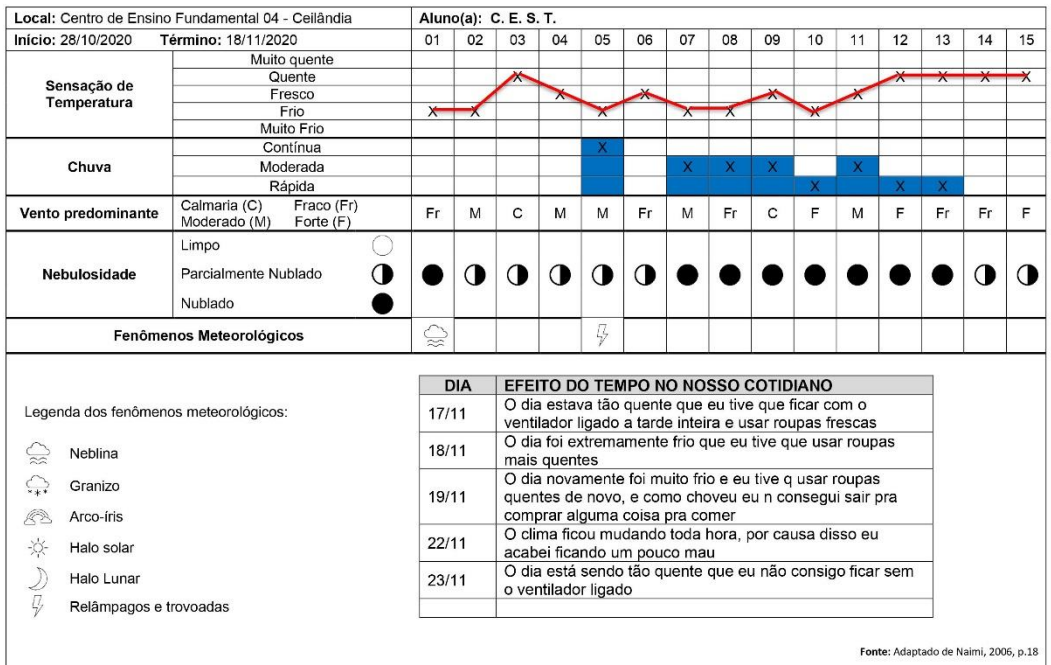 Local: Centro de Ensino Fundamental 04 - Ceilândia Aluno(a): C. E. S. T.
Início: 28/10/2020 Término: 18/11/2020 01 02 03 04 05 06 07 08 09 10 11 12 13 14 15
Sensação de Temperatura
Muito quente
Quente X X X X X
Fresco X X X X
Frio X X X X X X
Muito Frio
Chuva
Contínua X
Moderada X X X X
Rápida X X X
Vento predominante
Calmaria (C) Fraco (Fr)
Moderado (M) Forte (F)
Fr M C M M Fr M Fr C F M F Fr Fr F
Nebulosidade
Limpo
Parcialmente Nublado
Nublado
Fenômenos Meteorológicos
Legenda dos fenômenos meteorológicos:
Neblina
Granizo
Arco-íris
Halo solar
Halo Lunar
Relâmpagos e trovoadas
DIA EFEITO DO TEMPO NO NOSSO COTIDIANO
17/11 O dia estava tão quente que eu tive que ficar com o
ventilador ligado a tarde inteira e usar roupas frescas
18/11 O dia foi extremamente frio que eu tive que usar roupas
mais quentes
19/11 O dia novamente foi muito frio e eu tive q usar roupas
quentes de novo, e como choveu eu n consegui sair pra
comprar alguma coisa pra comer
22/11 O clima ficou mudando toda hora, por causa disso eu
acabei ficando um pouco mau
23/11 O dia está sendo tão quente que eu não consigo ficar sem
o ventilador ligado
Fonte: Adaptado de Naimi, 2006, p.18